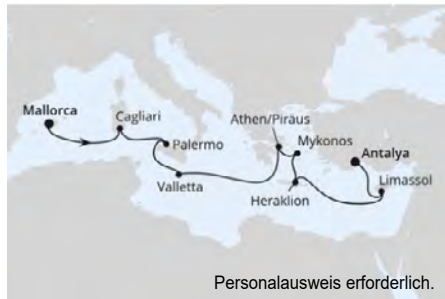 Mallorca
Cagliari
Palermo
Valletta
Athen/Piräus
Mykonos
Heraklion
Antalya
Limassol
Personalausweis erforderlich.